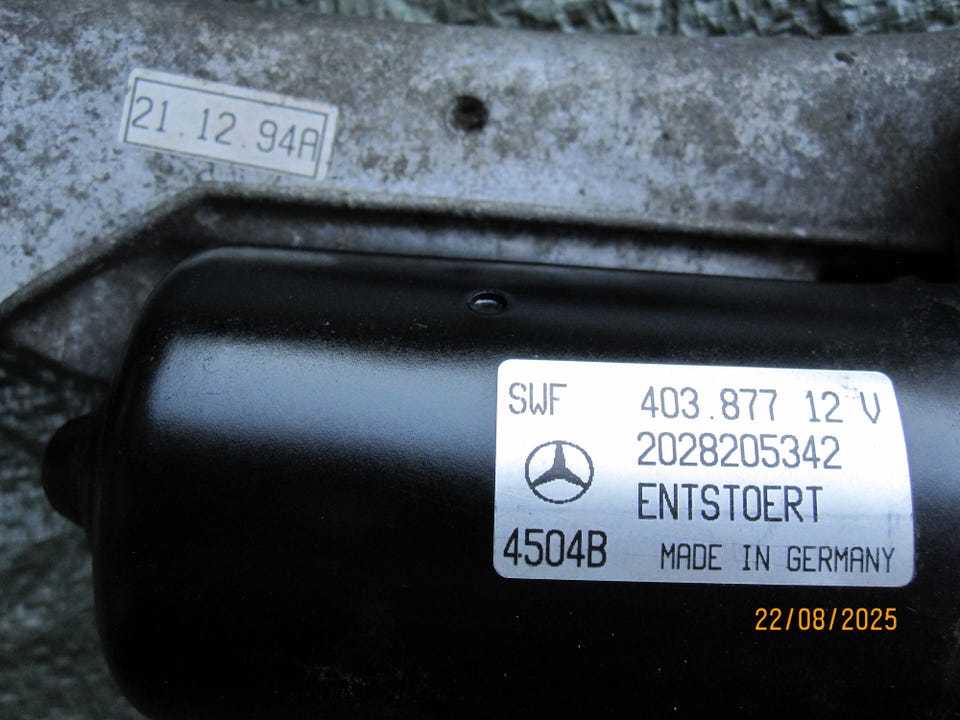 21.12.94A
SWF 403.877 12 V
2028205342
ENTSTOERT
4504B MADE IN GERMANY
22/08/2025